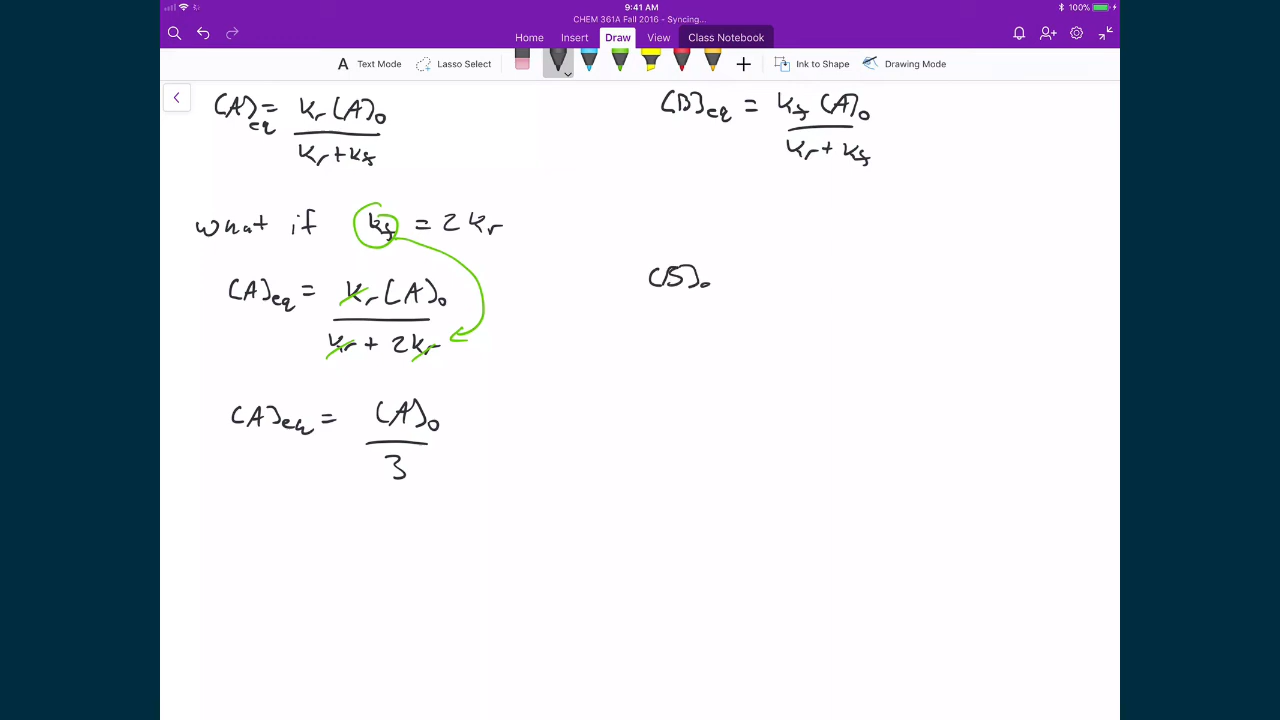 9:41 AM
100%
CHEM 361A Fall 2016 - Syncing...
Home Insert Draw View Class Notebook
A Text Mode Lasso Select Ink to Shape Drawing Mode
[A]eq = kr[A]0 / kr+kf
[B]eq = kf[A]0 / kr+kf
what if kf = 2kr
[A]eq = kr[A]0 / kr + 2kr
[B]0
[A]eq = [A]0 / 3